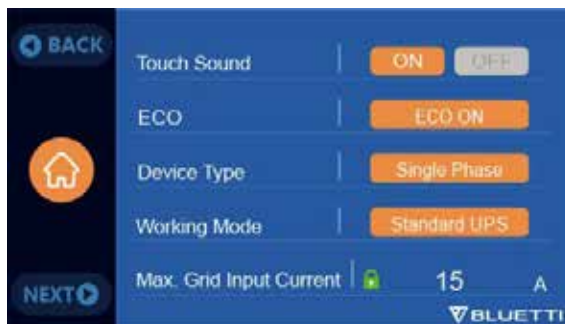 BACK
Touch Sound ON OFF
ECO ECO ON
Device Type Single Phase
Working Mode Standard UPS
Max. Grid Input Current 15 A
NEXT
BLUETTI